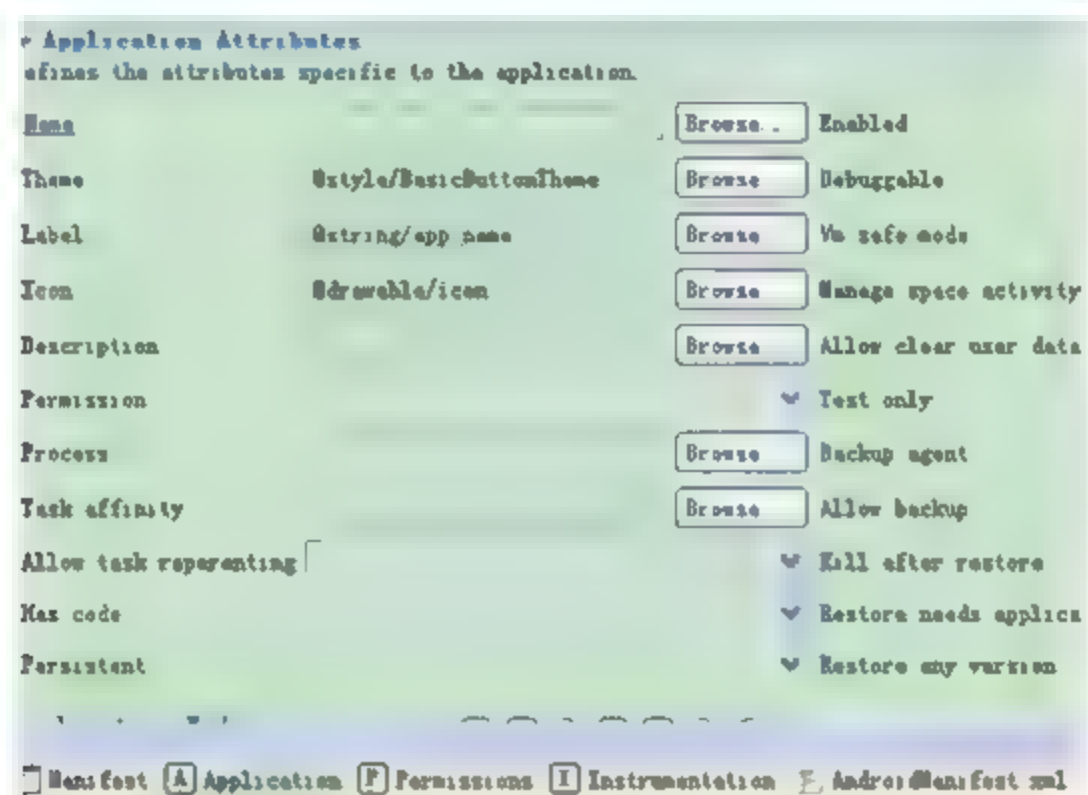 Application Attributes
efines the attributes specific to the application
Name Browse.. Enabled
Theme @style/BasicButtonTheme Browse Debuggable
Label @string/app_name Browse Vm safe mode
Icon @drawable/icon Browse Manage space activity
Description Browse Allow clear user data
Permission Test only
Process Browse Backup agent
Task affinity Browse Allow backup
Allow task reparenting Kill after restore
Has code Restore needs applica
Persistent Restore any version
Manifest A Application P Permissions I Instrumentation AndroidManifest xml